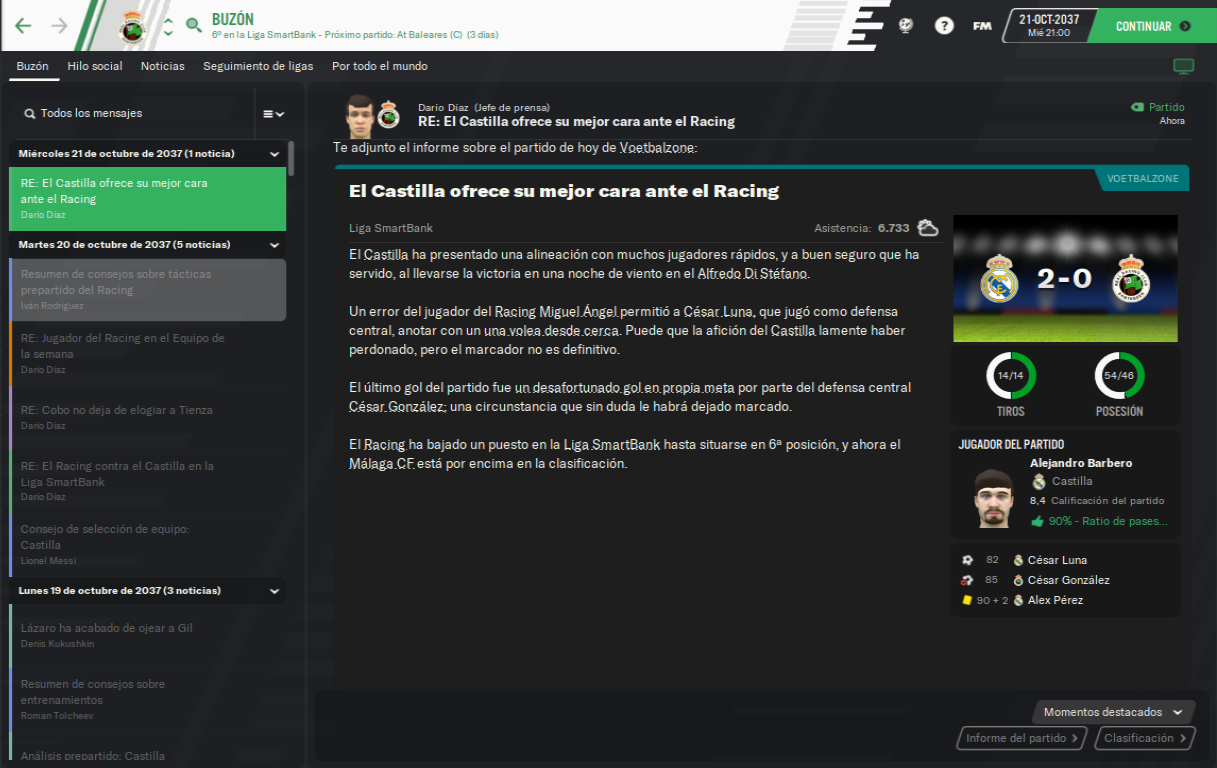 BUZÓN
6º en la Liga SmartBank - Próximo partido: At Baleares (C) (3 días)
FM
21-OCT-2037
Mié 21:00
CONTINUAR
Buzón
Hilo social
Noticias
Seguimiento de ligas
Por todo el mundo
Todos los mensajes
Miércoles 21 de octubre de 2037 (1 noticia)
RE: El Castilla ofrece su mejor cara
ante el Racing
Darío Díaz
Martes 20 de octubre de 2037 (5 noticias)
Resumen de consejos sobre tácticas
prepartido del Racing
Iván Rodríguez
RE: Jugador del Racing en el Equipo de
la semana
Darío Díaz
RE: Cobo no deja de elogiar a Tienza
Darío Díaz
RE: El Racing contra el Castilla en la
Liga SmartBank
Darío Díaz
Consejo de selección de equipo:
Castilla
Lionel Messi
Lunes 19 de octubre de 2037 (3 noticias)
Lázaro ha acabado de ojear a Gil
Denis Kukushkin
Resumen de consejos sobre
entrenamientos
Roman Tolcheev
Análisis prepartido: Castilla
Darío Díaz (Jefe de prensa)
RE: El Castilla ofrece su mejor cara ante el Racing
Partido
Ahora
Te adjunto el informe sobre el partido de hoy de Voetbalzone:
VOETBALZONE
El Castilla ofrece su mejor cara ante el Racing
Liga SmartBank
Asistencia: 6.733
El Castilla ha presentado una alineación con muchos jugadores rápidos, y a buen seguro que ha
servido, al llevarse la victoria en una noche de viento en el Alfredo Di Stéfano.
Un error del jugador del Racing Miguel Ángel permitió a César Luna, que jugó como defensa
central, anotar con un una volea desde cerca. Puede que la afición del Castilla lamente haber
perdonado, pero el marcador no es definitivo.
El último gol del partido fue un desafortunado gol en propia meta por parte del defensa central
César González; una circunstancia que sin duda le habrá dejado marcado.
El Racing ha bajado un puesto en la Liga SmartBank hasta situarse en 6ª posición, y ahora el
Málaga CF está por encima en la clasificación.
2-0
14/14
TIROS
54/46
POSESIÓN
JUGADOR DEL PARTIDO
Alejandro Barbero
Castilla
8,4 Calificación del partido
90% - Ratio de pases...
82 César Luna
85 César González
90 + 2 Alex Pérez
Momentos destacados
Informe del partido
Clasificación